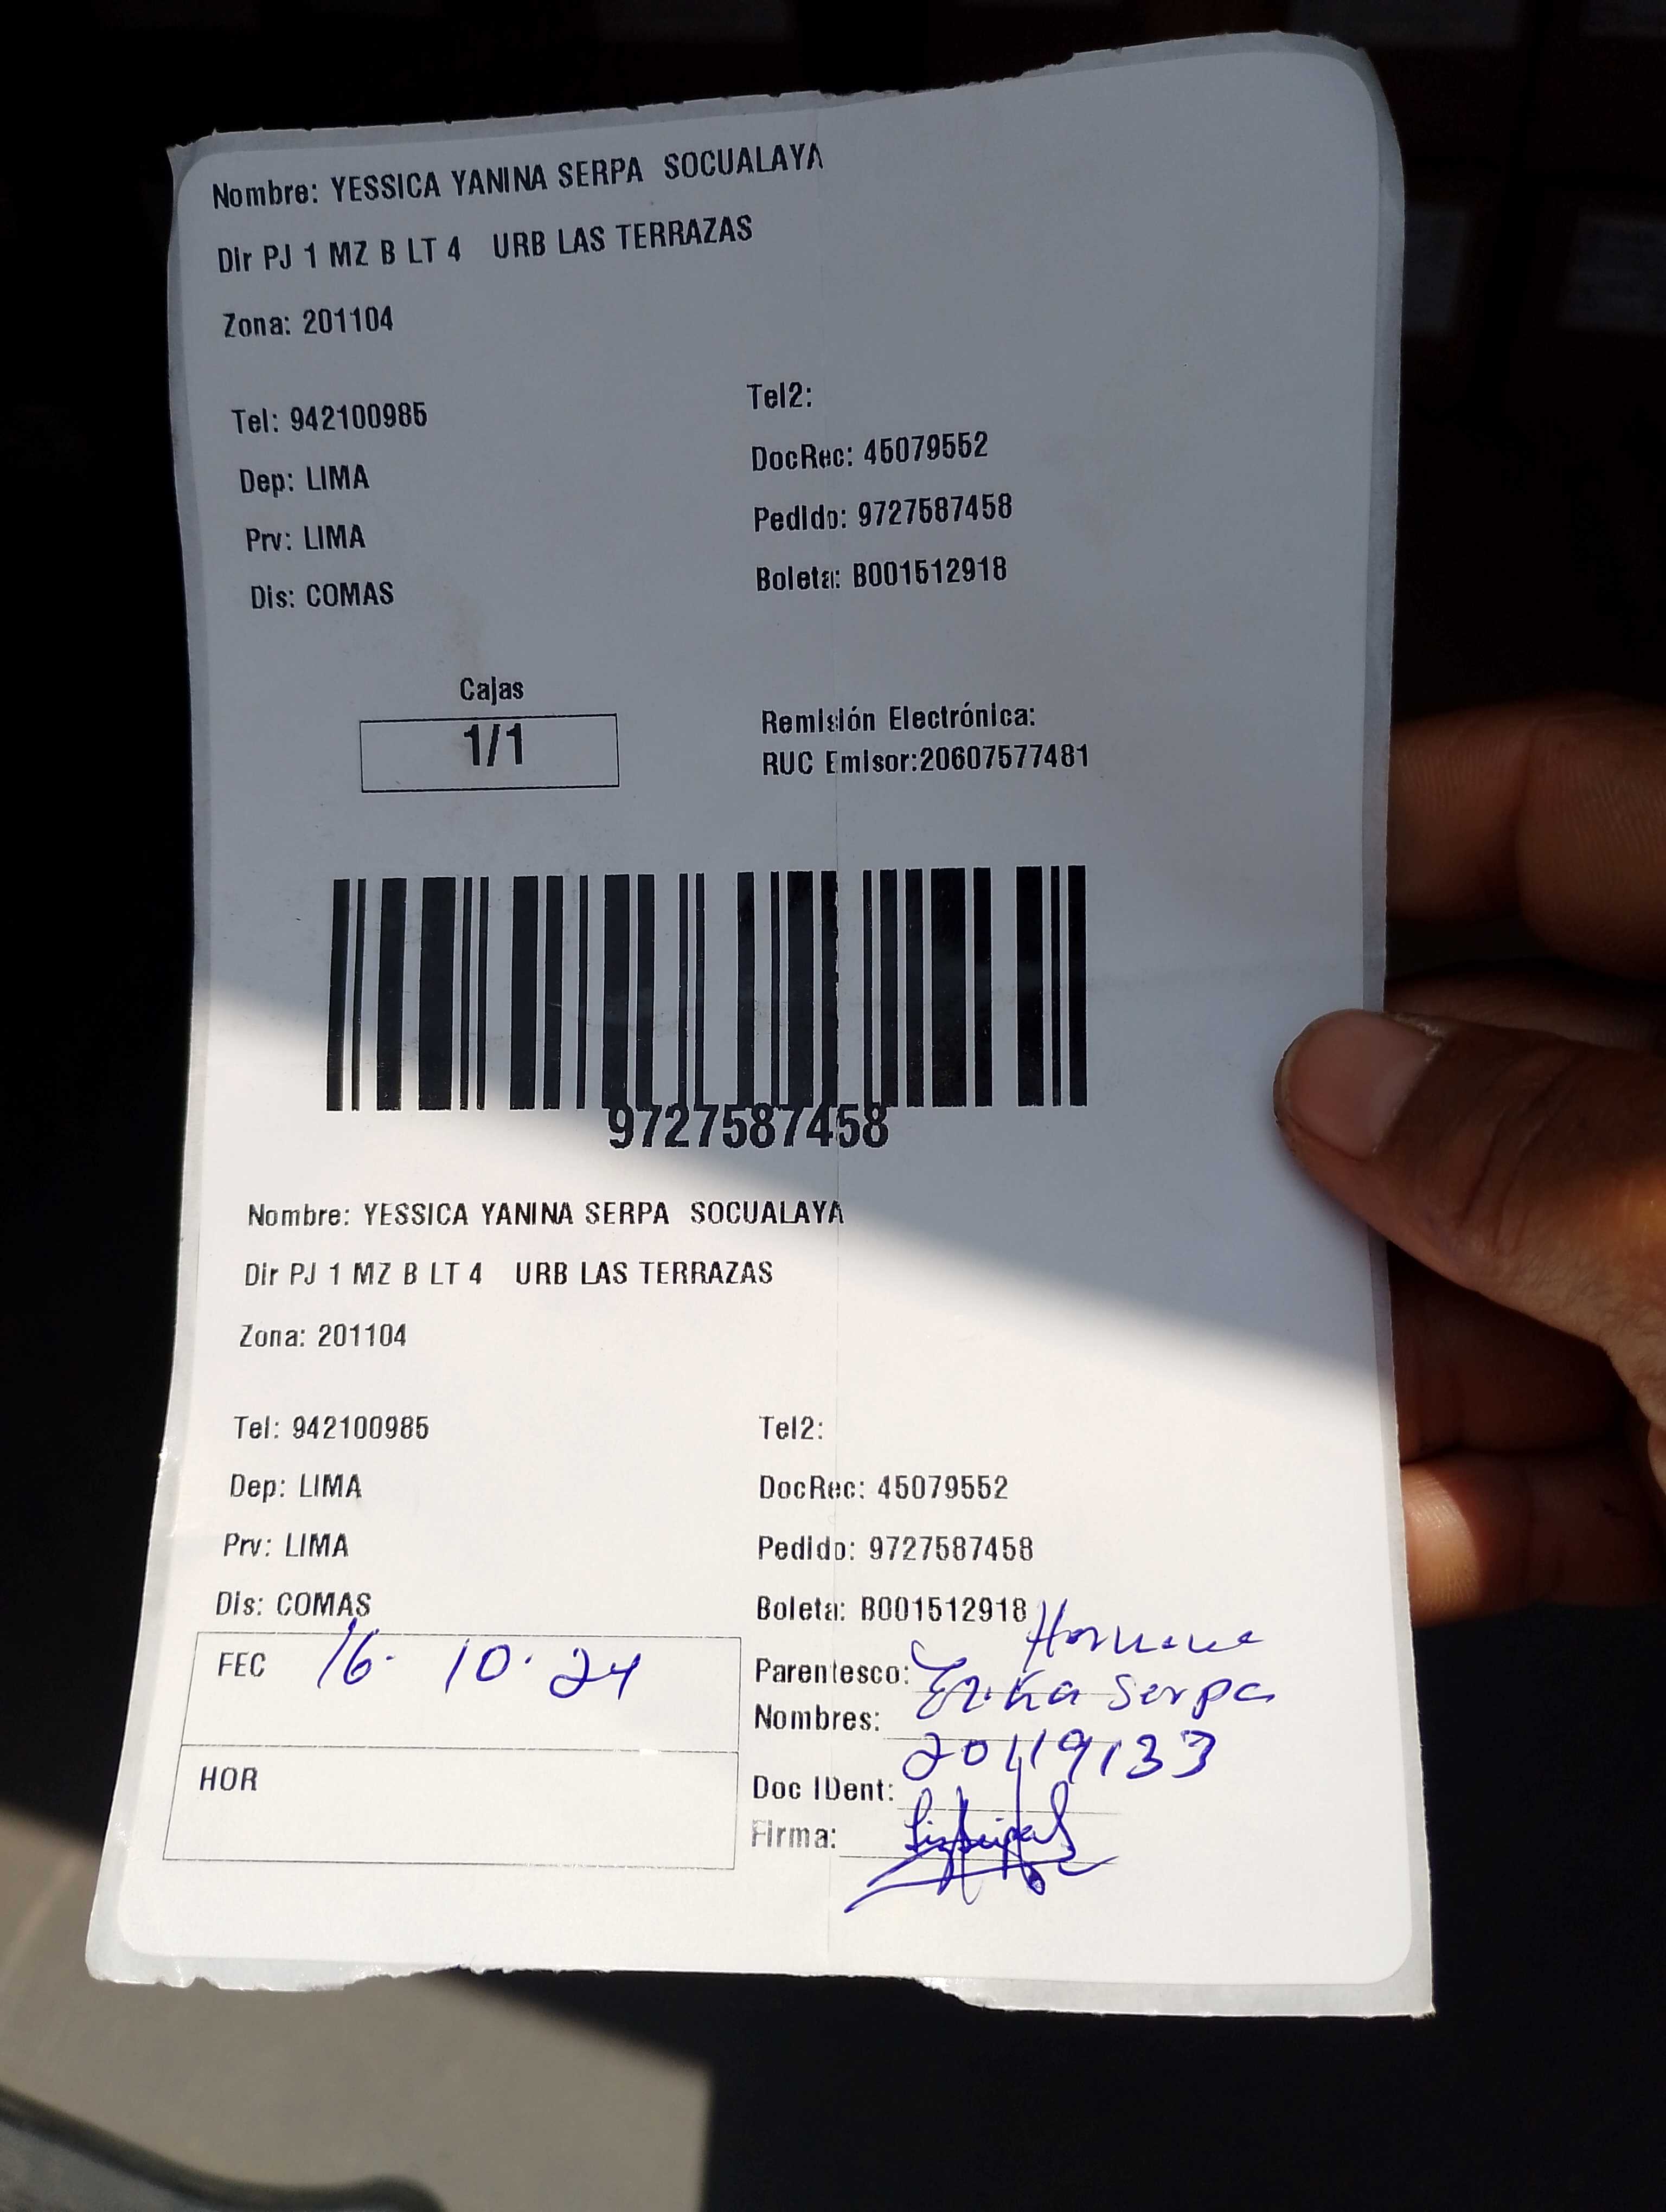 Nombre: YESSICA YANINA SERPA SOCUALAYA
Dir PJ 1 MZ B LT 4 URB LAS TERRAZAS
Zona: 201104
Tel: 942100985 Tel2:
Dep: LIMA DocRec: 45079552
Prv: LIMA Pedido: 9727587458
Dis: COMAS Boleta: B001512918
Cajas
1/1
Remisión Electrónica:
RUC Emisor:20607577481
9727587458
Nombre: YESSICA YANINA SERPA SOCUALAYA
Dir PJ 1 MZ B LT 4 URB LAS TERRAZAS
Zona: 201104
Tel: 942100985 Tel2:
Dep: LIMA DocRec: 45079552
Prv: LIMA Pedido: 9727587458
Dis: COMAS Boleta: B001512918
FEC 16. 10. 24
HOR
Parentesco:
Nombres: Erika Serpa
Doc IDent: 20419133
Firma: